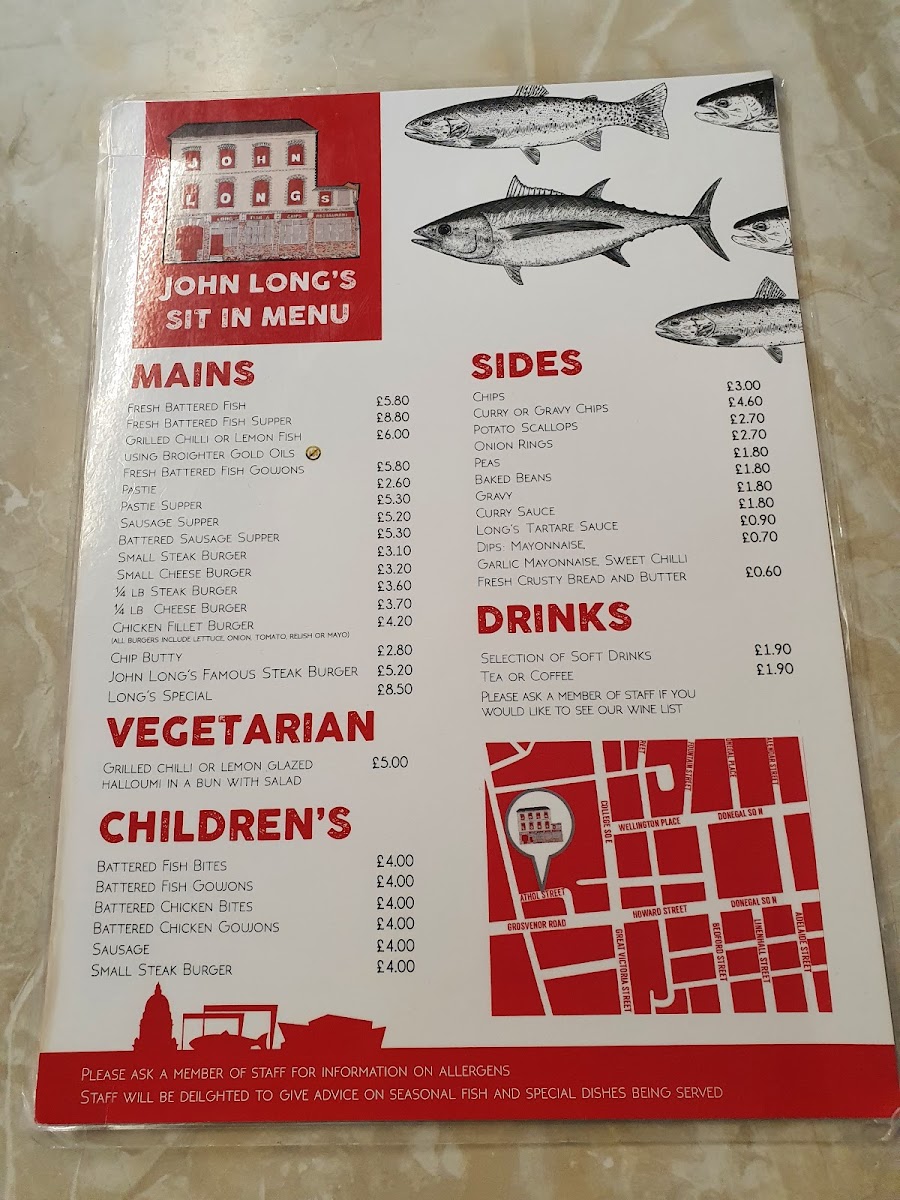 JOHN
LONGS
LONG'S FISH & CHIPS RESTAURANT
JOHN LONG'S
SIT IN MENU
MAINS
FRESH BATTERED FISH £5.80
FRESH BATTERED FISH SUPPER £8.80
GRILLED CHILLI OR LEMON FISH £6.00
USING BROIGHTER GOLD OILS
FRESH BATTERED FISH GOUJONS £5.80
PASTIE £2.60
PASTIE SUPPER £5.30
SAUSAGE SUPPER £5.20
BATTERED SAUSAGE SUPPER £5.30
SMALL STEAK BURGER £3.10
SMALL CHEESE BURGER £3.20
¼ LB STEAK BURGER £3.60
¼ LB CHEESE BURGER £3.70
CHICKEN FILLET BURGER £4.20
(ALL BURGERS INCLUDE LETTUCE, ONION, TOMATO, RELISH OR MAYO)
CHIP BUTTY £2.80
JOHN LONG'S FAMOUS STEAK BURGER £5.20
LONG'S SPECIAL £8.50
VEGETARIAN
GRILLED CHILLI OR LEMON GLAZED £5.00
HALLOUMI IN A BUN WITH SALAD
CHILDREN'S
BATTERED FISH BITES £4.00
BATTERED FISH GOUJONS £4.00
BATTERED CHICKEN BITES £4.00
BATTERED CHICKEN GOUJONS £4.00
SAUSAGE £4.00
SMALL STEAK BURGER £4.00
SIDES
CHIPS £3.00
CURRY OR GRAVY CHIPS £4.60
POTATO SCALLOPS £2.70
ONION RINGS £2.70
PEAS £1.80
BAKED BEANS £1.80
GRAVY £1.80
CURRY SAUCE £1.80
LONG'S TARTARE SAUCE £0.90
DIPS: MAYONNAISE, £0.70
GARLIC MAYONNAISE, SWEET CHILLI
FRESH CRUSTY BREAD AND BUTTER £0.60
DRINKS
SELECTION OF SOFT DRINKS £1.90
TEA OR COFFEE £1.90
PLEASE ASK A MEMBER OF STAFF IF YOU
WOULD LIKE TO SEE OUR WINE LIST
COLLEGE SQ E
WELLINGTON PLACE
DONEGAL SQ N
ATHOL STREET
GROSVENOR ROAD
HOWARD STREET
DONEGAL SQ N
GREAT VICTORIA STREET
BEDFORD STREET
LINENHALL STREET
ADELAIDE STREET
PLEASE ASK A MEMBER OF STAFF FOR INFORMATION ON ALLERGENS
STAFF WILL BE DEILGHTED TO GIVE ADVICE ON SEASONAL FISH AND SPECIAL DISHES BEING SERVED